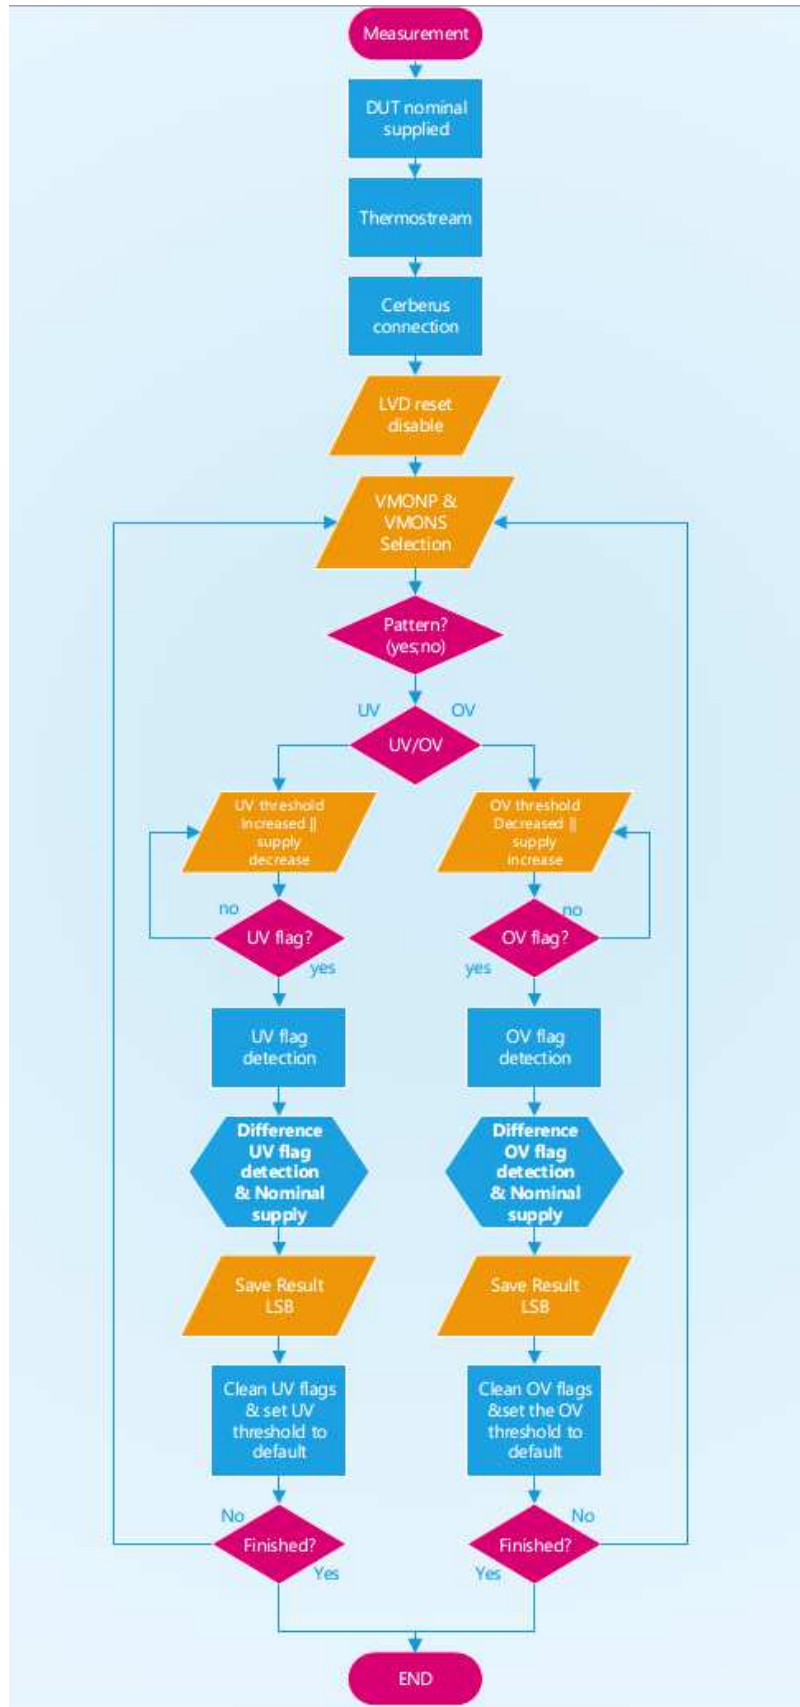 Measurement
DUT nominal
supplied
Thermostream
Cerberus
connection
LVD reset
disable
VMONP &
VMONS
Selection
Pattern?
(yes;no)
UV
OV
UV/OV
UV threshold
Increased ||
supply
decrease
OV threshold
Decreased ||
supply
increase
no
no
UV flag?
OV flag?
yes
yes
UV flag
detection
OV flag
detection
Difference
UV flag
detection
& Nominal
supply
Difference
OV flag
detection
& Nominal
supply
Save Result
LSB
Save Result
LSB
Clean UV flags
& set UV
threshold to
default
Clean OV flags
&set the OV
threshold to
default
No
No
Finished?
Finished?
Yes
Yes
END